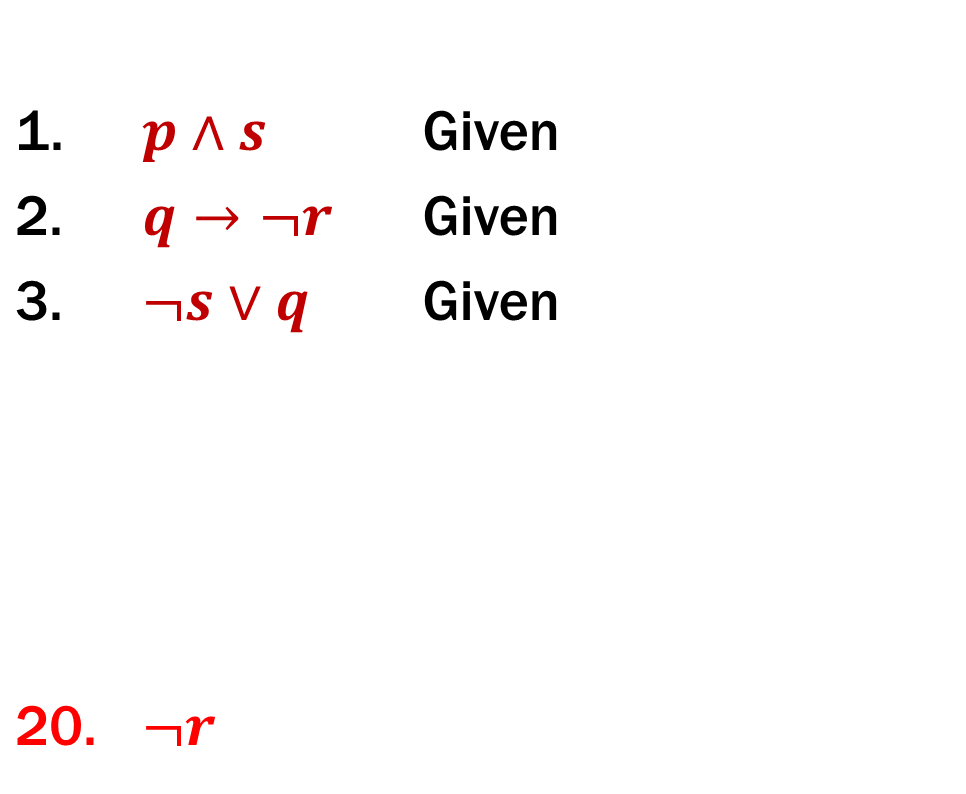 1. p ∧ s Given
2. q → ¬r Given
3. ¬s ∨ q Given
20. ¬r